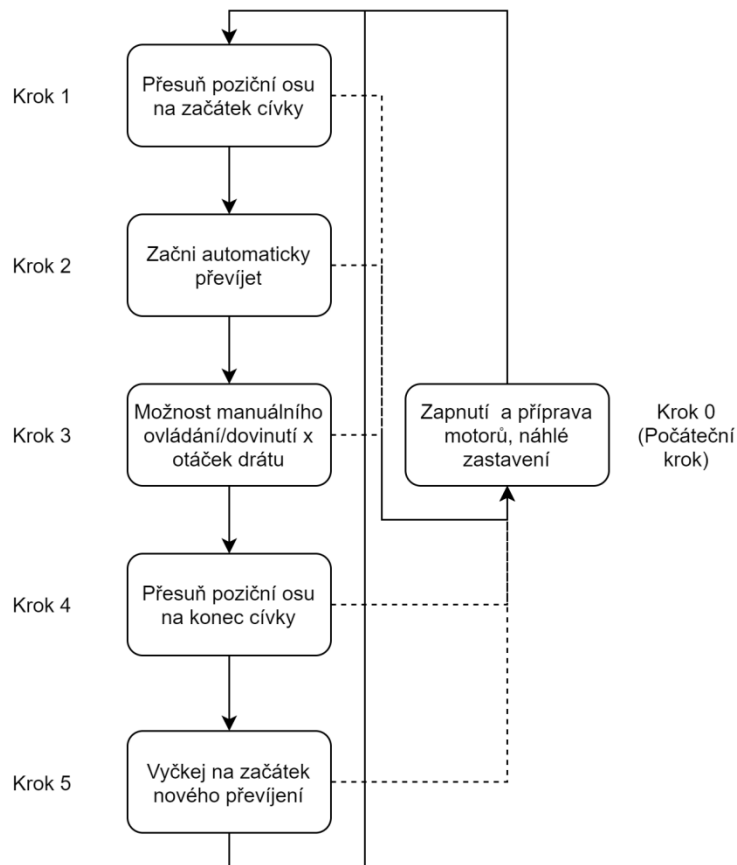 Krok 1
Přesuň poziční osu
na začátek cívky
Krok 2
Začni automaticky
převíjet
Krok 3
Možnost manuálního
ovládání/dovinutí x
otáček drátu
Zapnutí a příprava
motorů, náhlé
zastavení
Krok 0
(Počáteční
krok)
Krok 4
Přesuň poziční osu
na konec cívky
Krok 5
Vyčkej na začátek
nového převíjení